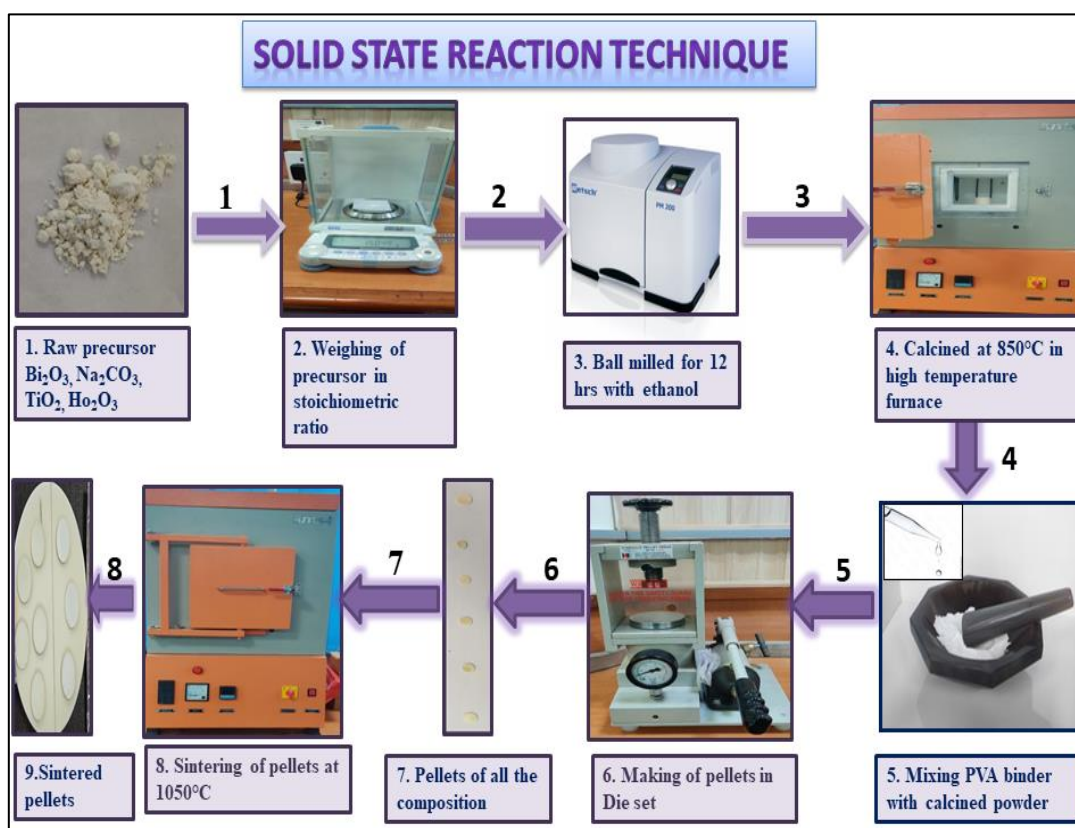 SOLID STATE REACTION TECHNIQUE
1
2
3
Retsch
PM 200
1. Raw precursor
Bi₂O₃, Na₂CO₃,
TiO₂, Ho₂O₃
2. Weighing of
precursor in
stoichiometric
ratio
3. Ball milled for 12
hrs with ethanol
4. Calcined at 850°C in
high temperature
furnace
4
8
7
6
5
9.Sintered
pellets
8. Sintering of pellets at
1050°C
7. Pellets of all the
composition
6. Making of pellets in
Die set
5. Mixing PVA binder
with calcined powder